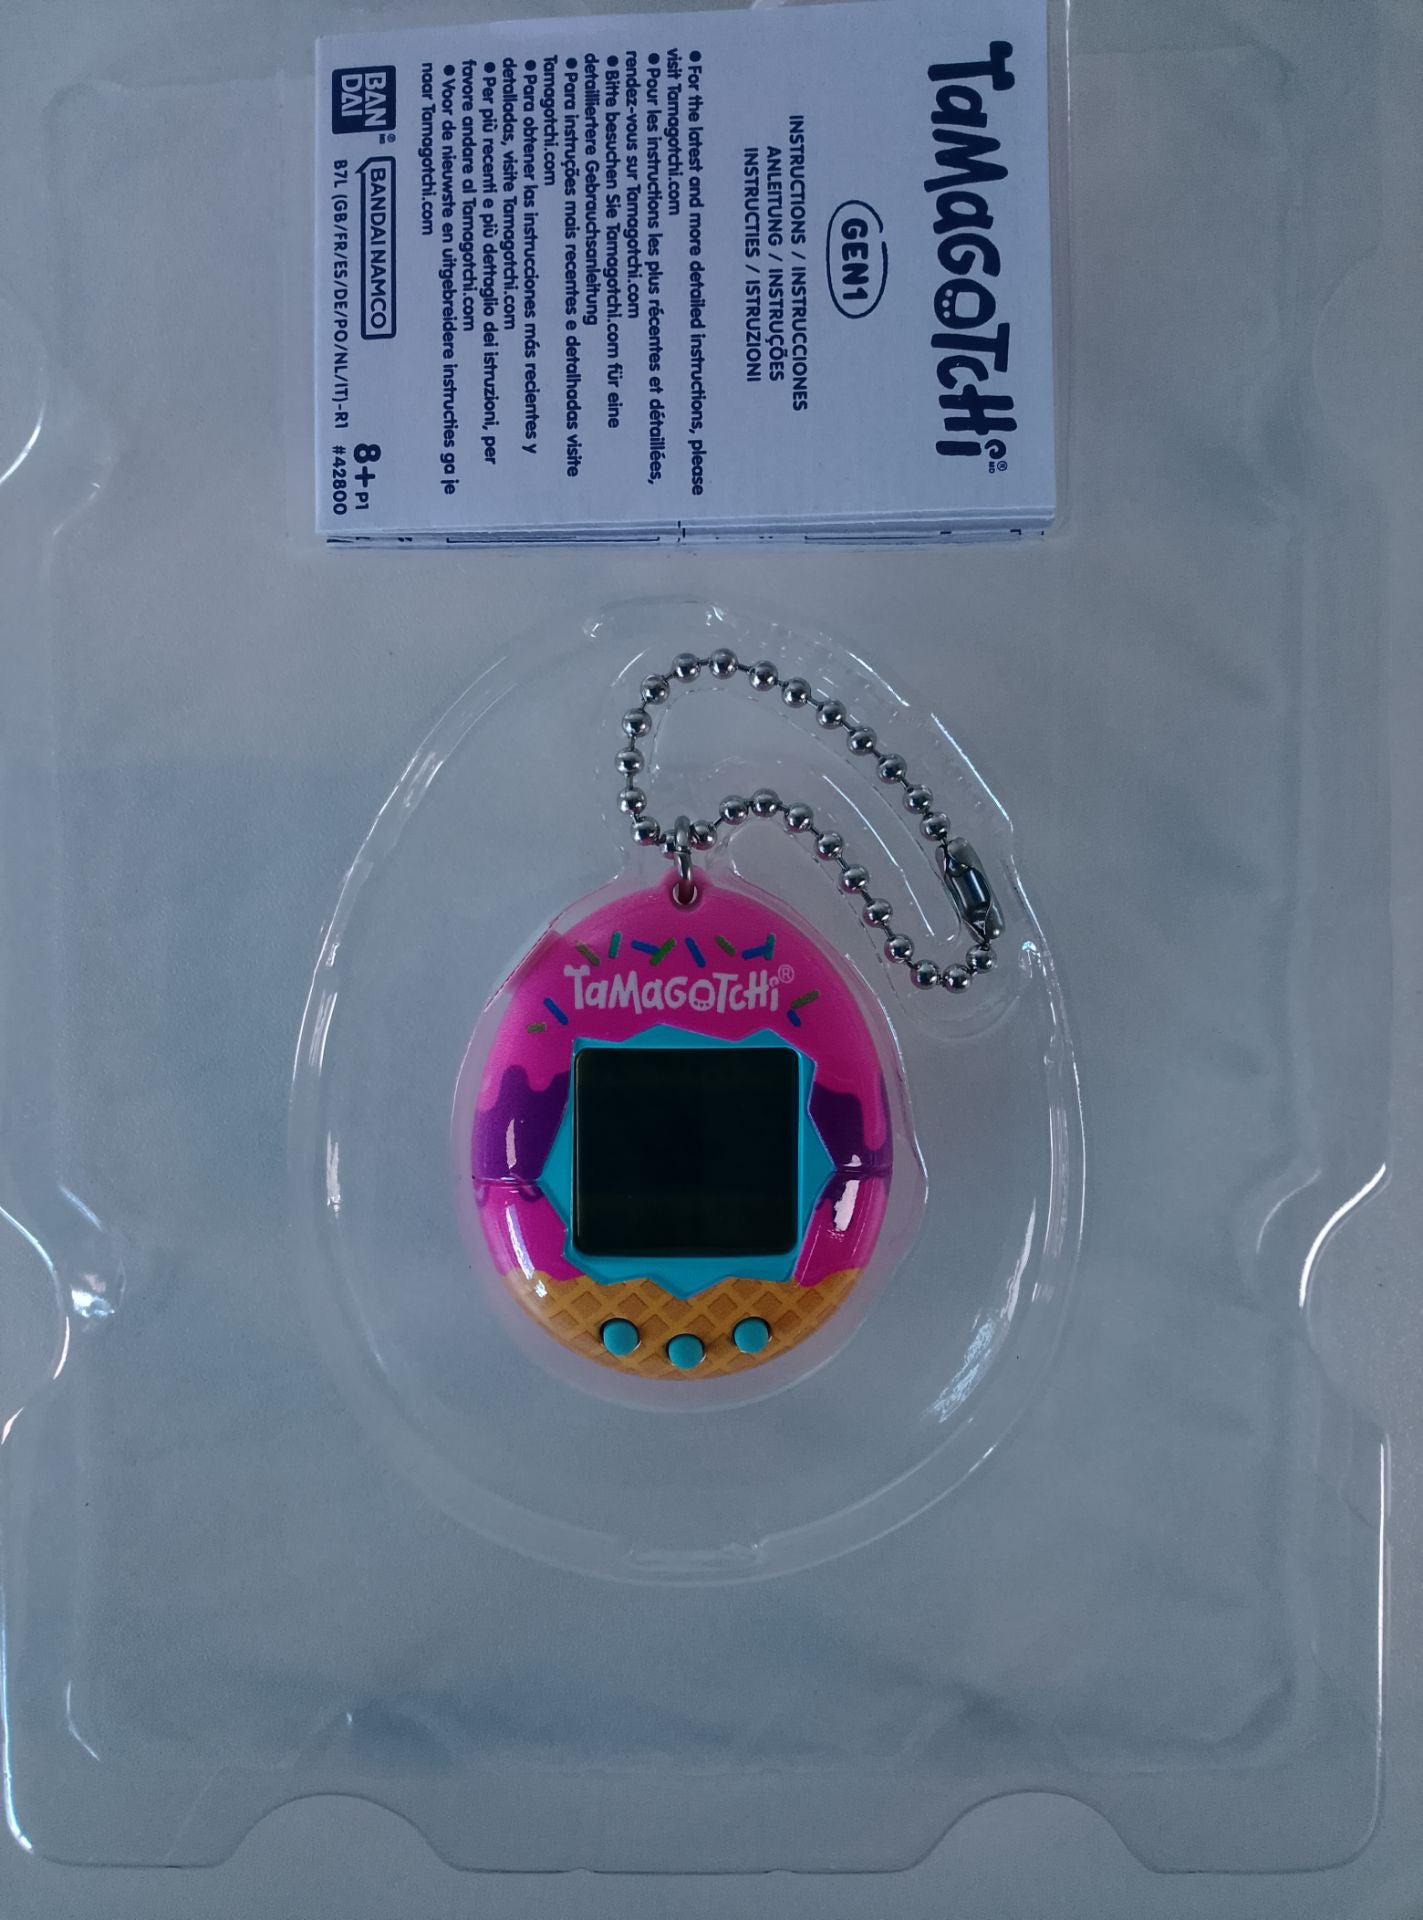 TaMaGOTCHi®
MD
GEN1
INSTRUCTIONS / INSTRUCCIONES
ANLEITUNG / INSTRUÇÕES
INSTRUCTIES / ISTRUZIONI
● For the latest and more detailed instructions, please
visit Tamagotchi.com
● Pour les instructions les plus récentes et détaillées,
rendez-vous sur Tamagotchi.com
● Bitte besuchen Sie Tamagotchi.com für eine
detailliertere Gebrauchsanleitung
● Para instruções mais recentes e detalhadas visite
Tamagotchi.com
● Para obtener las instrucciones más recientes y
detalladas, visite Tamagotchi.com
● Per più recenti e più dettaglio dei istruzioni, per
favore andare al Tamagotchi.com
● Voor de nieuwste en uitgebreidere instructies ga je
naar Tamagotchi.com
BAN
DAI
®
MD
BANDAI NAMCO
8+ P1
B7L (GB/FR/ES/DE/PO/NL/IT)-R1 #42800
TaMaGOTCHi®